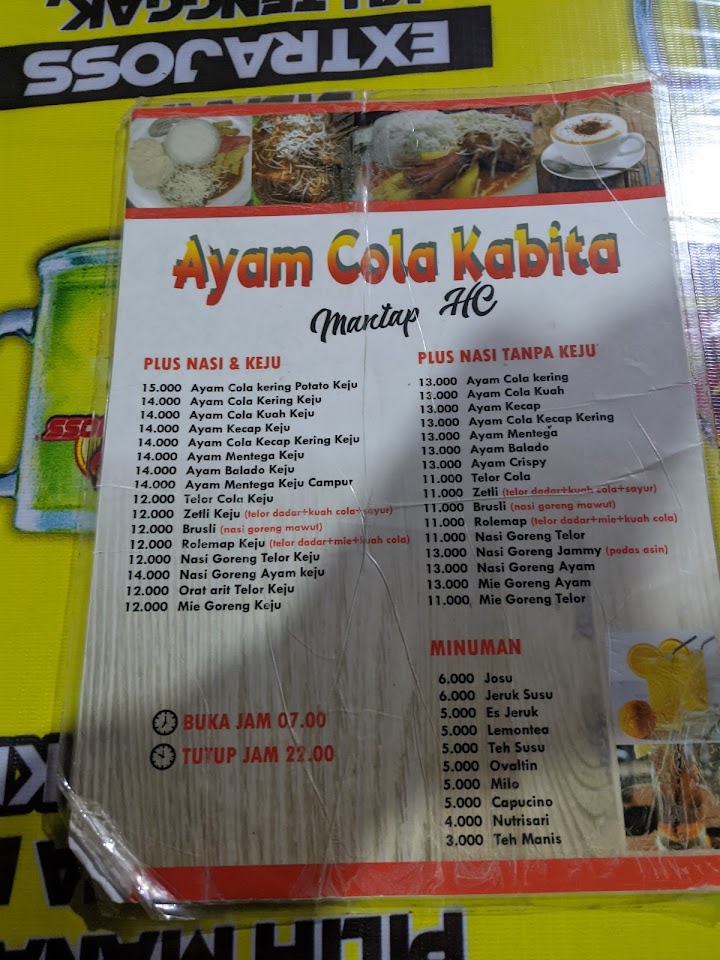 KU TENGGAK,
EXTRA JOSS
Ayam Cola Kabita
Mantap HC
PLUS NASI & KEJU
15.000 Ayam Cola kering Potato Keju
14.000 Ayam Cola Kering Keju
14.000 Ayam Cola Kuah Keju
14.000 Ayam Kecap Keju
14.000 Ayam Cola Kecap Kering Keju
14.000 Ayam Mentega Keju
14.000 Ayam Balado Keju
14.000 Ayam Mentega Keju Campur
12.000 Telor Cola Keju
12.000 Zetli Keju (telor dadar+kuah cola+sayur)
12.000 Brusli (nasi goreng mawut)
12.000 Rolemap Keju (telor dadar+mie+kuah cola)
12.000 Nasi Goreng Telor Keju
14.000 Nasi Goreng Ayam keju
12.000 Orat arit Telor Keju
12.000 Mie Goreng Keju
BUKA JAM 07.00
TUTUP JAM 22.00
PLUS NASI TANPA KEJU
13.000 Ayam Cola kering
13.000 Ayam Cola Kuah
13.000 Ayam Kecap
13.000 Ayam Cola Kecap Kering
13.000 Ayam Mentega
13.000 Ayam Balado
13.000 Ayam Crispy
11.000 Telor Cola
11.000 Zetli (telor dadar+kuah cola+sayur)
11.000 Brusli (nasi goreng mawut)
11.000 Rolemap (telor dadar+mie+kuah cola)
11.000 Nasi Goreng Telor
13.000 Nasi Goreng Jammy (pedas asin)
13.000 Nasi Goreng Ayam
13.000 Mie Goreng Ayam
11.000 Mie Goreng Telor
MINUMAN
6.000 Josu
6.000 Jeruk Susu
5.000 Es Jeruk
5.000 Lemontea
5.000 Teh Susu
5.000 Ovaltin
5.000 Milo
5.000 Capucino
4.000 Nutrisari
3.000 Teh Manis
PILIH MANA